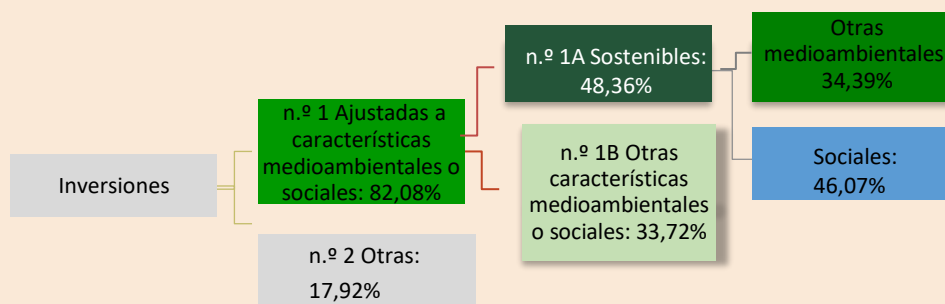 Inversiones
n.º 1 Ajustadas a
características
medioambientales o
sociales: 82,08%
n.º 2 Otras:
17,92%
n.º 1A Sostenibles:
48,36%
n.º 1B Otras
características
medioambientales
o sociales: 33,72%
Otras
medioambientales
34,39%
Sociales:
46,07%